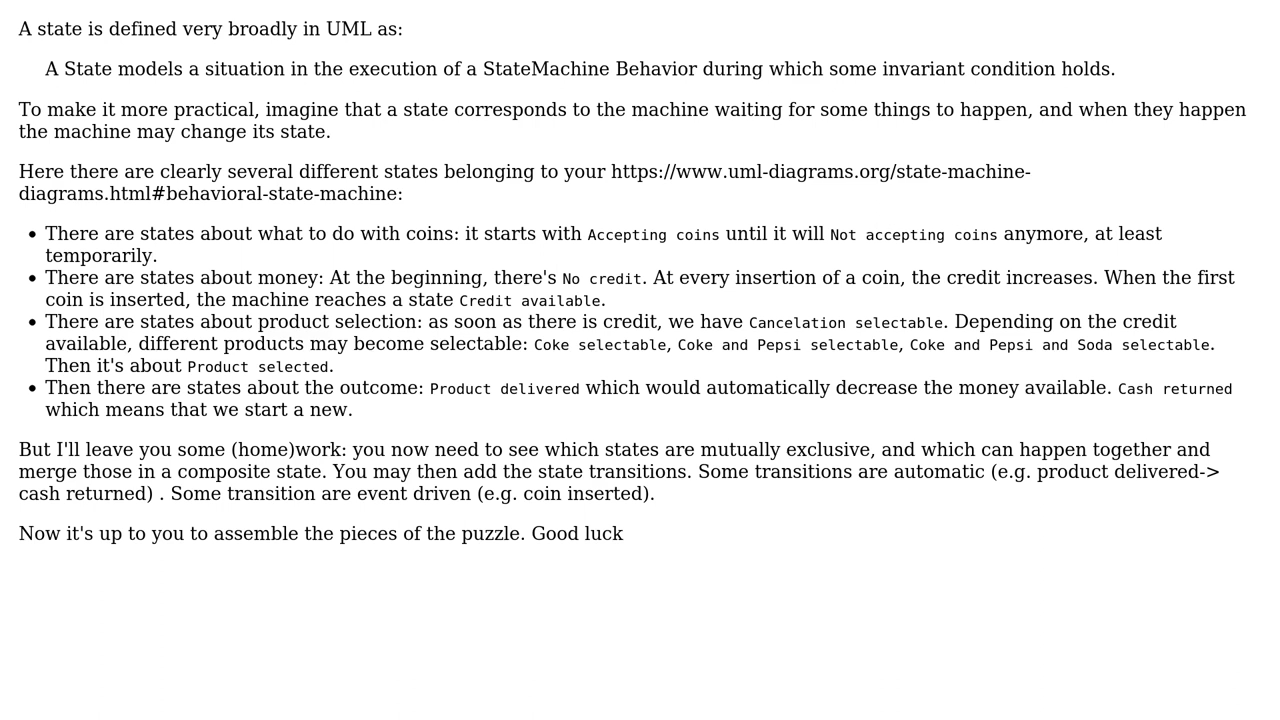 A state is defined very broadly in UML as:
A State models a situation in the execution of a StateMachine Behavior during which some invariant condition holds.
To make it more practical, imagine that a state corresponds to the machine waiting for some things to happen, and when they happen
the machine may change its state.
Here there are clearly several different states belonging to your https://www.uml-diagrams.org/state-machine-
diagrams.html#behavioral-state-machine:
• There are states about what to do with coins: it starts with Accepting coins until it will Not accepting coins anymore, at least
temporarily.
• There are states about money: At the beginning, there's No credit. At every insertion of a coin, the credit increases. When the first
coin is inserted, the machine reaches a state Credit available.
• There are states about product selection: as soon as there is credit, we have Cancelation selectable. Depending on the credit
available, different products may become selectable: Coke selectable, Coke and Pepsi selectable, Coke and Pepsi and Soda selectable.
Then it's about Product selected.
• Then there are states about the outcome: Product delivered which would automatically decrease the money available. Cash returned
which means that we start a new.
But I'll leave you some (home)work: you now need to see which states are mutually exclusive, and which can happen together and
merge those in a composite state. You may then add the state transitions. Some transitions are automatic (e.g. product delivered->
cash returned) . Some transition are event driven (e.g. coin inserted).
Now it's up to you to assemble the pieces of the puzzle. Good luck